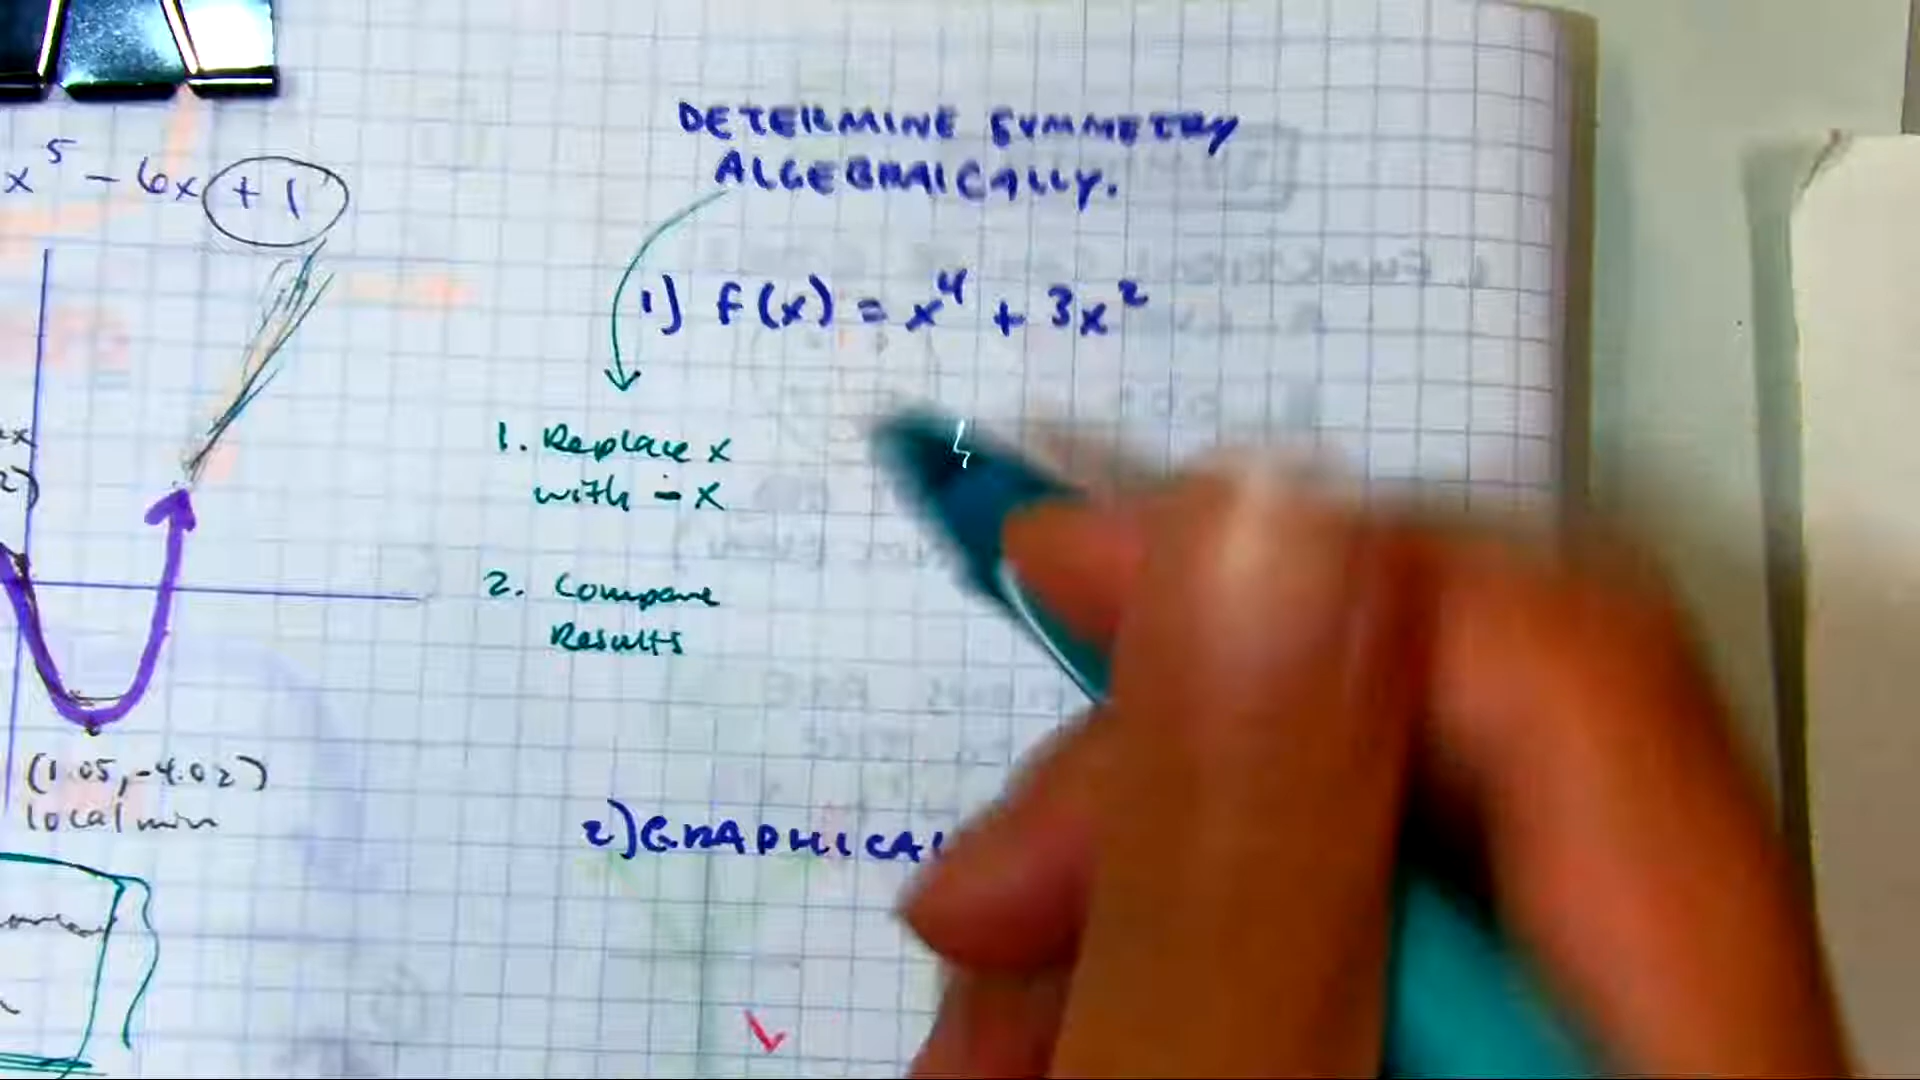 x⁵ - 6x + 1
DETERMINE SYMMETRY
ALGEBRAICALLY.
1) f(x) = x⁴ + 3x²
1. Replace x
with - x
2. Compare
Results
(1.05, -4.02)
local min
2) GRAPHICAL